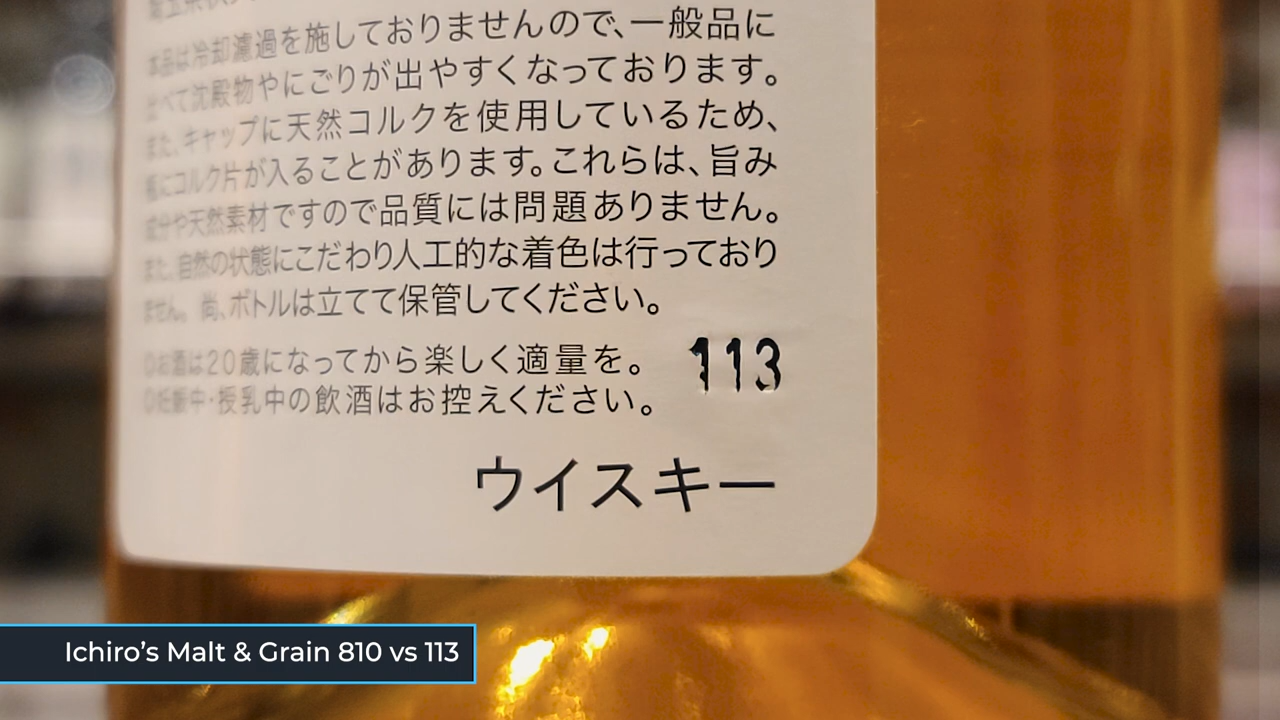 本品は冷却濾過を施しておりませんので、一般品に
比べて沈殿物やにごりが出やすくなっております。
また、キャップに天然コルクを使用しているため、
瓶にコルク片が入ることがあります。これらは、旨み
成分や天然素材ですので品質には問題ありません。
また、自然の状態にこだわり人工的な着色は行っており
ません。尚、ボトルは立てて保管してください。
○お酒は20歳になってから楽しく適量を。
○妊娠中・授乳中の飲酒はお控えください。
113
ウイスキー
Ichiro's Malt & Grain 810 vs 113